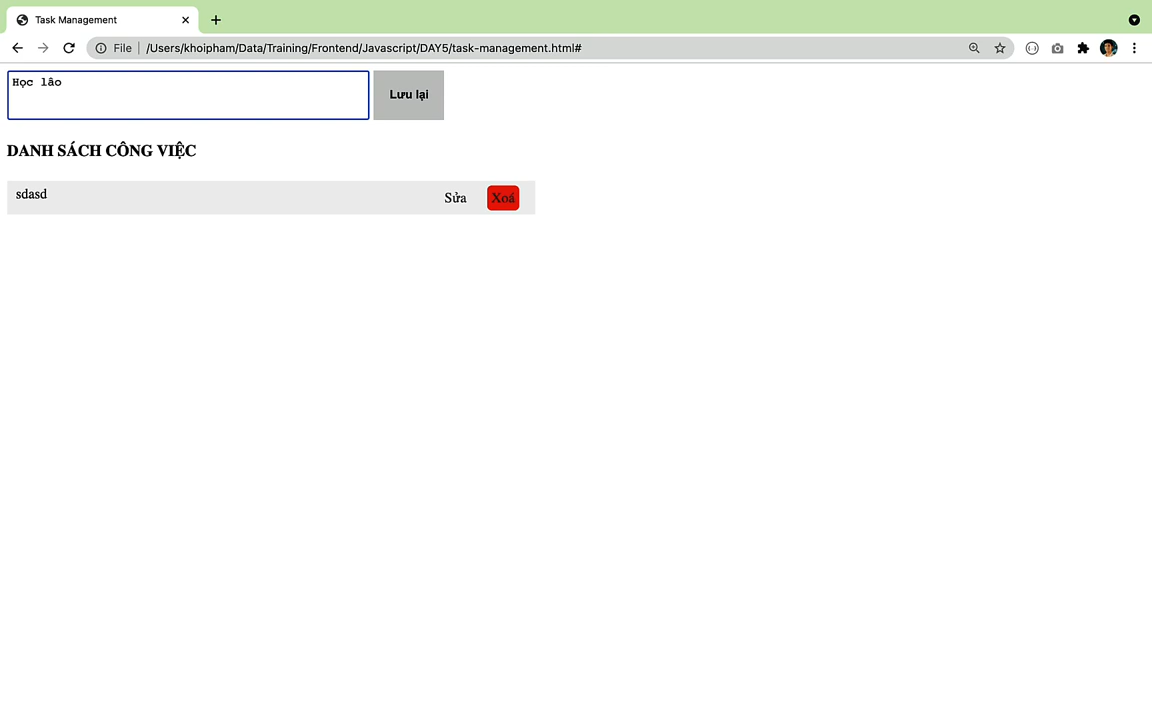 Task Management
File
/Users/khoipham/Data/Training/Frontend/Javascript/DAY5/task-management.html#
Học lâo
Lưu lại
DANH SÁCH CÔNG VIỆC
sdasd
Sửa
Xoá